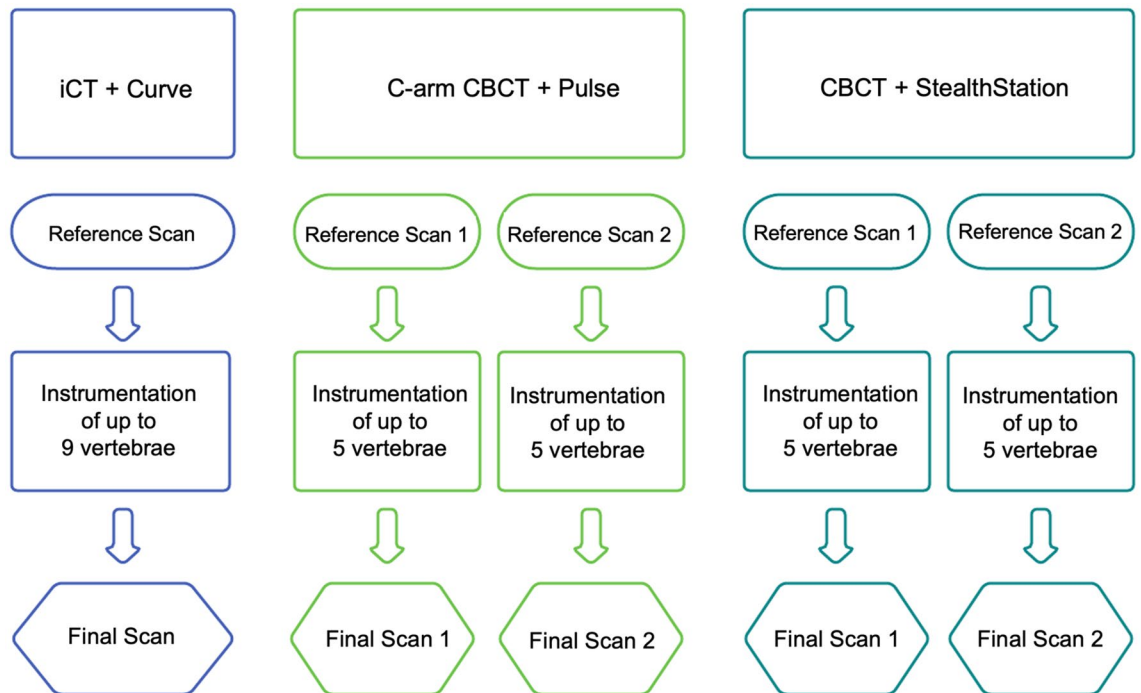 iCT + Curve
C-arm CBCT + Pulse
CBCT + StealthStation
Reference Scan
Reference Scan 1
Reference Scan 2
Reference Scan 1
Reference Scan 2
Instrumentation
of up to
9 vertebrae
Instrumentation
of up to
5 vertebrae
Instrumentation
of up to
5 vertebrae
Instrumentation
of up to
5 vertebrae
Instrumentation
of up to
5 vertebrae
Final Scan
Final Scan 1
Final Scan 2
Final Scan 1
Final Scan 2